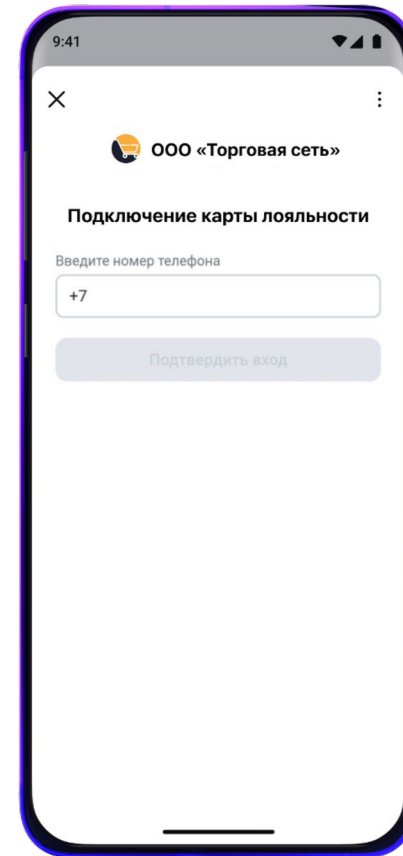 9:41
ООО «Торговая сеть»
Подключение карты лояльности
Введите номер телефона
+7
Подтвердить вход